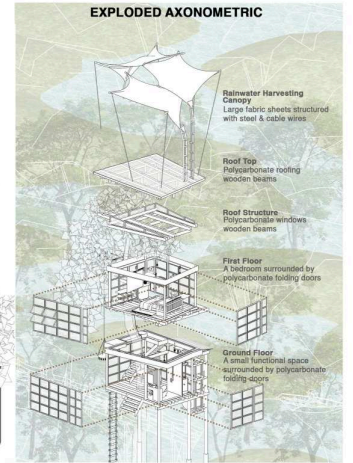 EXPLODED AXONOMETRIC
Rainwater Harvesting
Canopy
Large fabric sheets structured
with steel & cable wires
Roof Top
Polycarbonate roofing
wooden beams
Roof Structure
Polycarbonate windows
wooden beams
First Floor
A bedroom surrounded by
polycarbonate folding doors
Ground Floor
A small functional space
surrounded by polycarbonate
folding doors